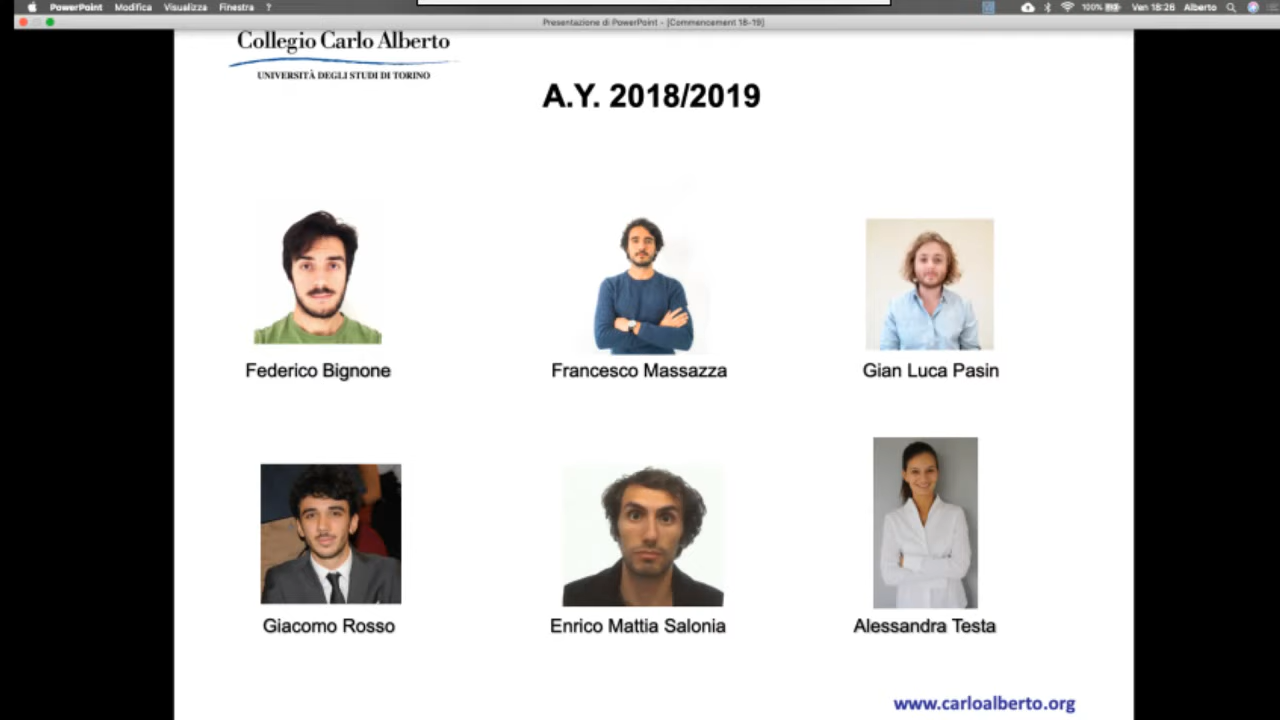 PowerPoint Modifica Visualizza Finestra ? 100% Ven 18:26 Alberto
Presentazione di PowerPoint - [Commencement 18-19]
Collegio Carlo Alberto
UNIVERSITÀ DEGLI STUDI DI TORINO
A.Y. 2018/2019
Federico Bignone Francesco Massazza Gian Luca Pasin
Giacomo Rosso Enrico Mattia Salonia Alessandra Testa
www.carloalberto.org